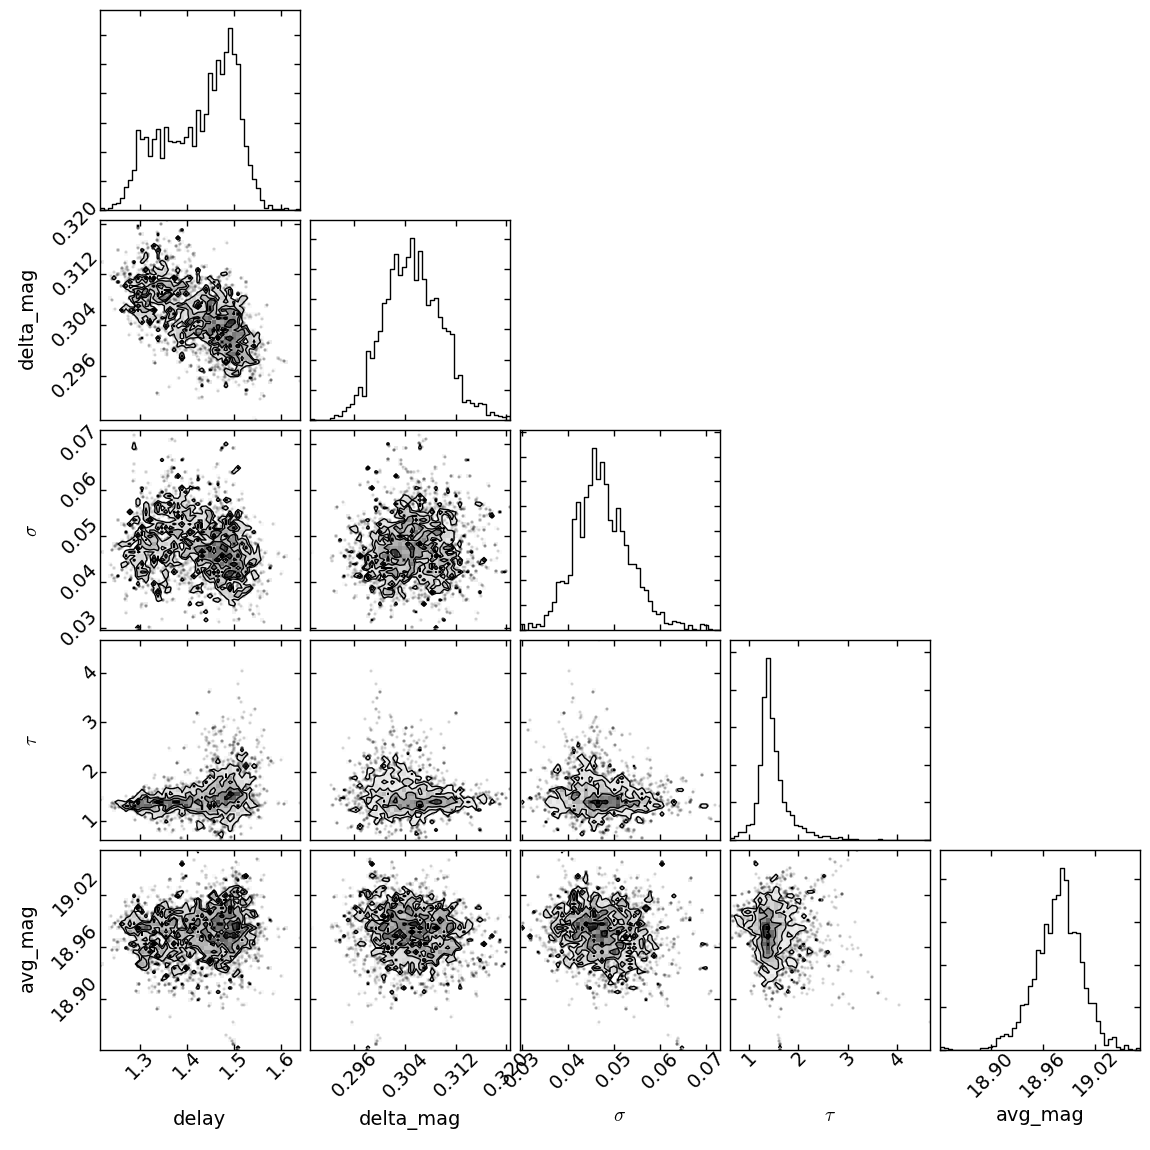 0.320
0.312
0.304
0.296
delta_mag
0.07
0.06
0.05
0.04
0.03
σ
4
3
2
1
τ
19.02
18.96
18.90
avg_mag
1.3 1.4 1.5 1.6
0.296 0.304 0.312 0.320
0.03 0.04 0.05 0.06 0.07
1 2 3 4
18.90 18.96 19.02
delay delta_mag σ τ avg_mag